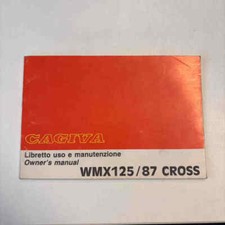 CAGIVA
Libretto uso e manutenzione
Owner's manual
WMX125/87 CROSS